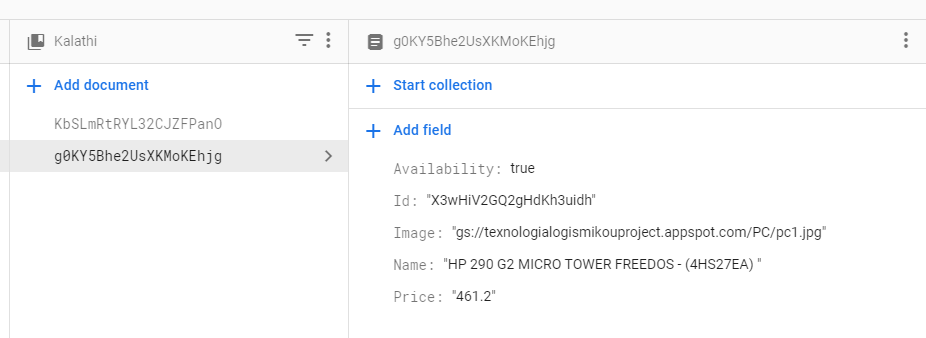 Kalathi
Add document
KbSLmRtRYL32CJZFPanO
g0KY5Bhe2UsXKMoKEhjg
g0KY5Bhe2UsXKMoKEhjg
Start collection
Add field
Availability: true
Id: "X3wHiV2GQ2gHdKh3uidh"
Image: "gs://texnologialogismikouproject.appspot.com/PC/pc1.jpg"
Name: "HP 290 G2 MICRO TOWER FREEDOS - (4HS27EA) "
Price: "461.2"